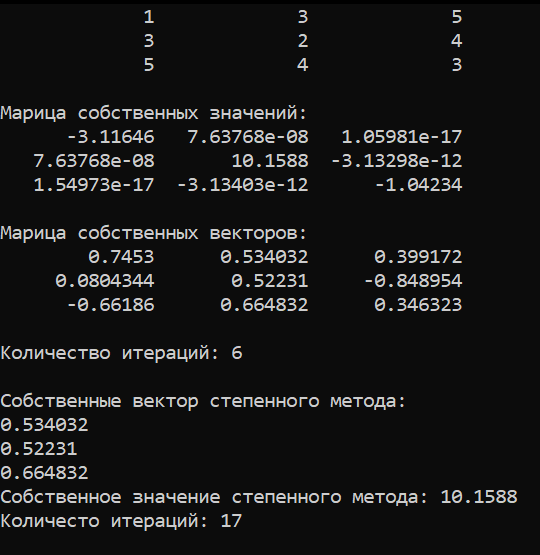 1 3 5
3 2 4
5 4 3
Марица собственных значений:
-3.11646 7.63768e-08 1.05981e-17
7.63768e-08 10.1588 -3.13298e-12
1.54973e-17 -3.13403e-12 -1.04234
Марица собственных векторов:
0.7453 0.534032 0.399172
0.0804344 0.52231 -0.848954
-0.66186 0.664832 0.346323
Количество итераций: 6
Собственные вектор степенного метода:
0.534032
0.52231
0.664832
Собственное значение степенного метода: 10.1588
Количесто итераций: 17